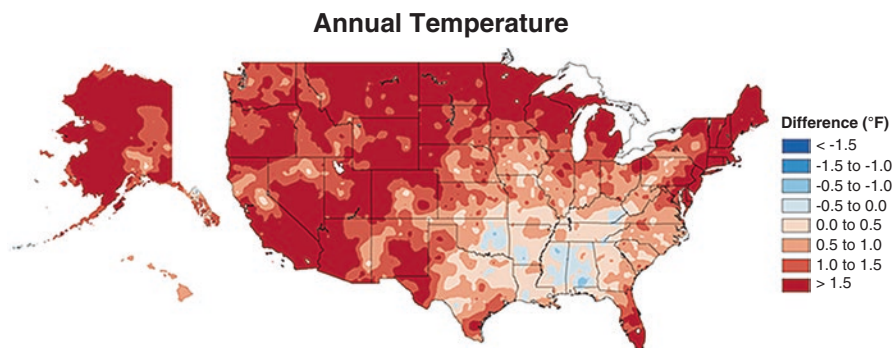 Annual Temperature
Difference (°F)
< -1.5
-1.5 to -1.0
-0.5 to -1.0
-0.5 to 0.0
0.0 to 0.5
0.5 to 1.0
1.0 to 1.5
> 1.5